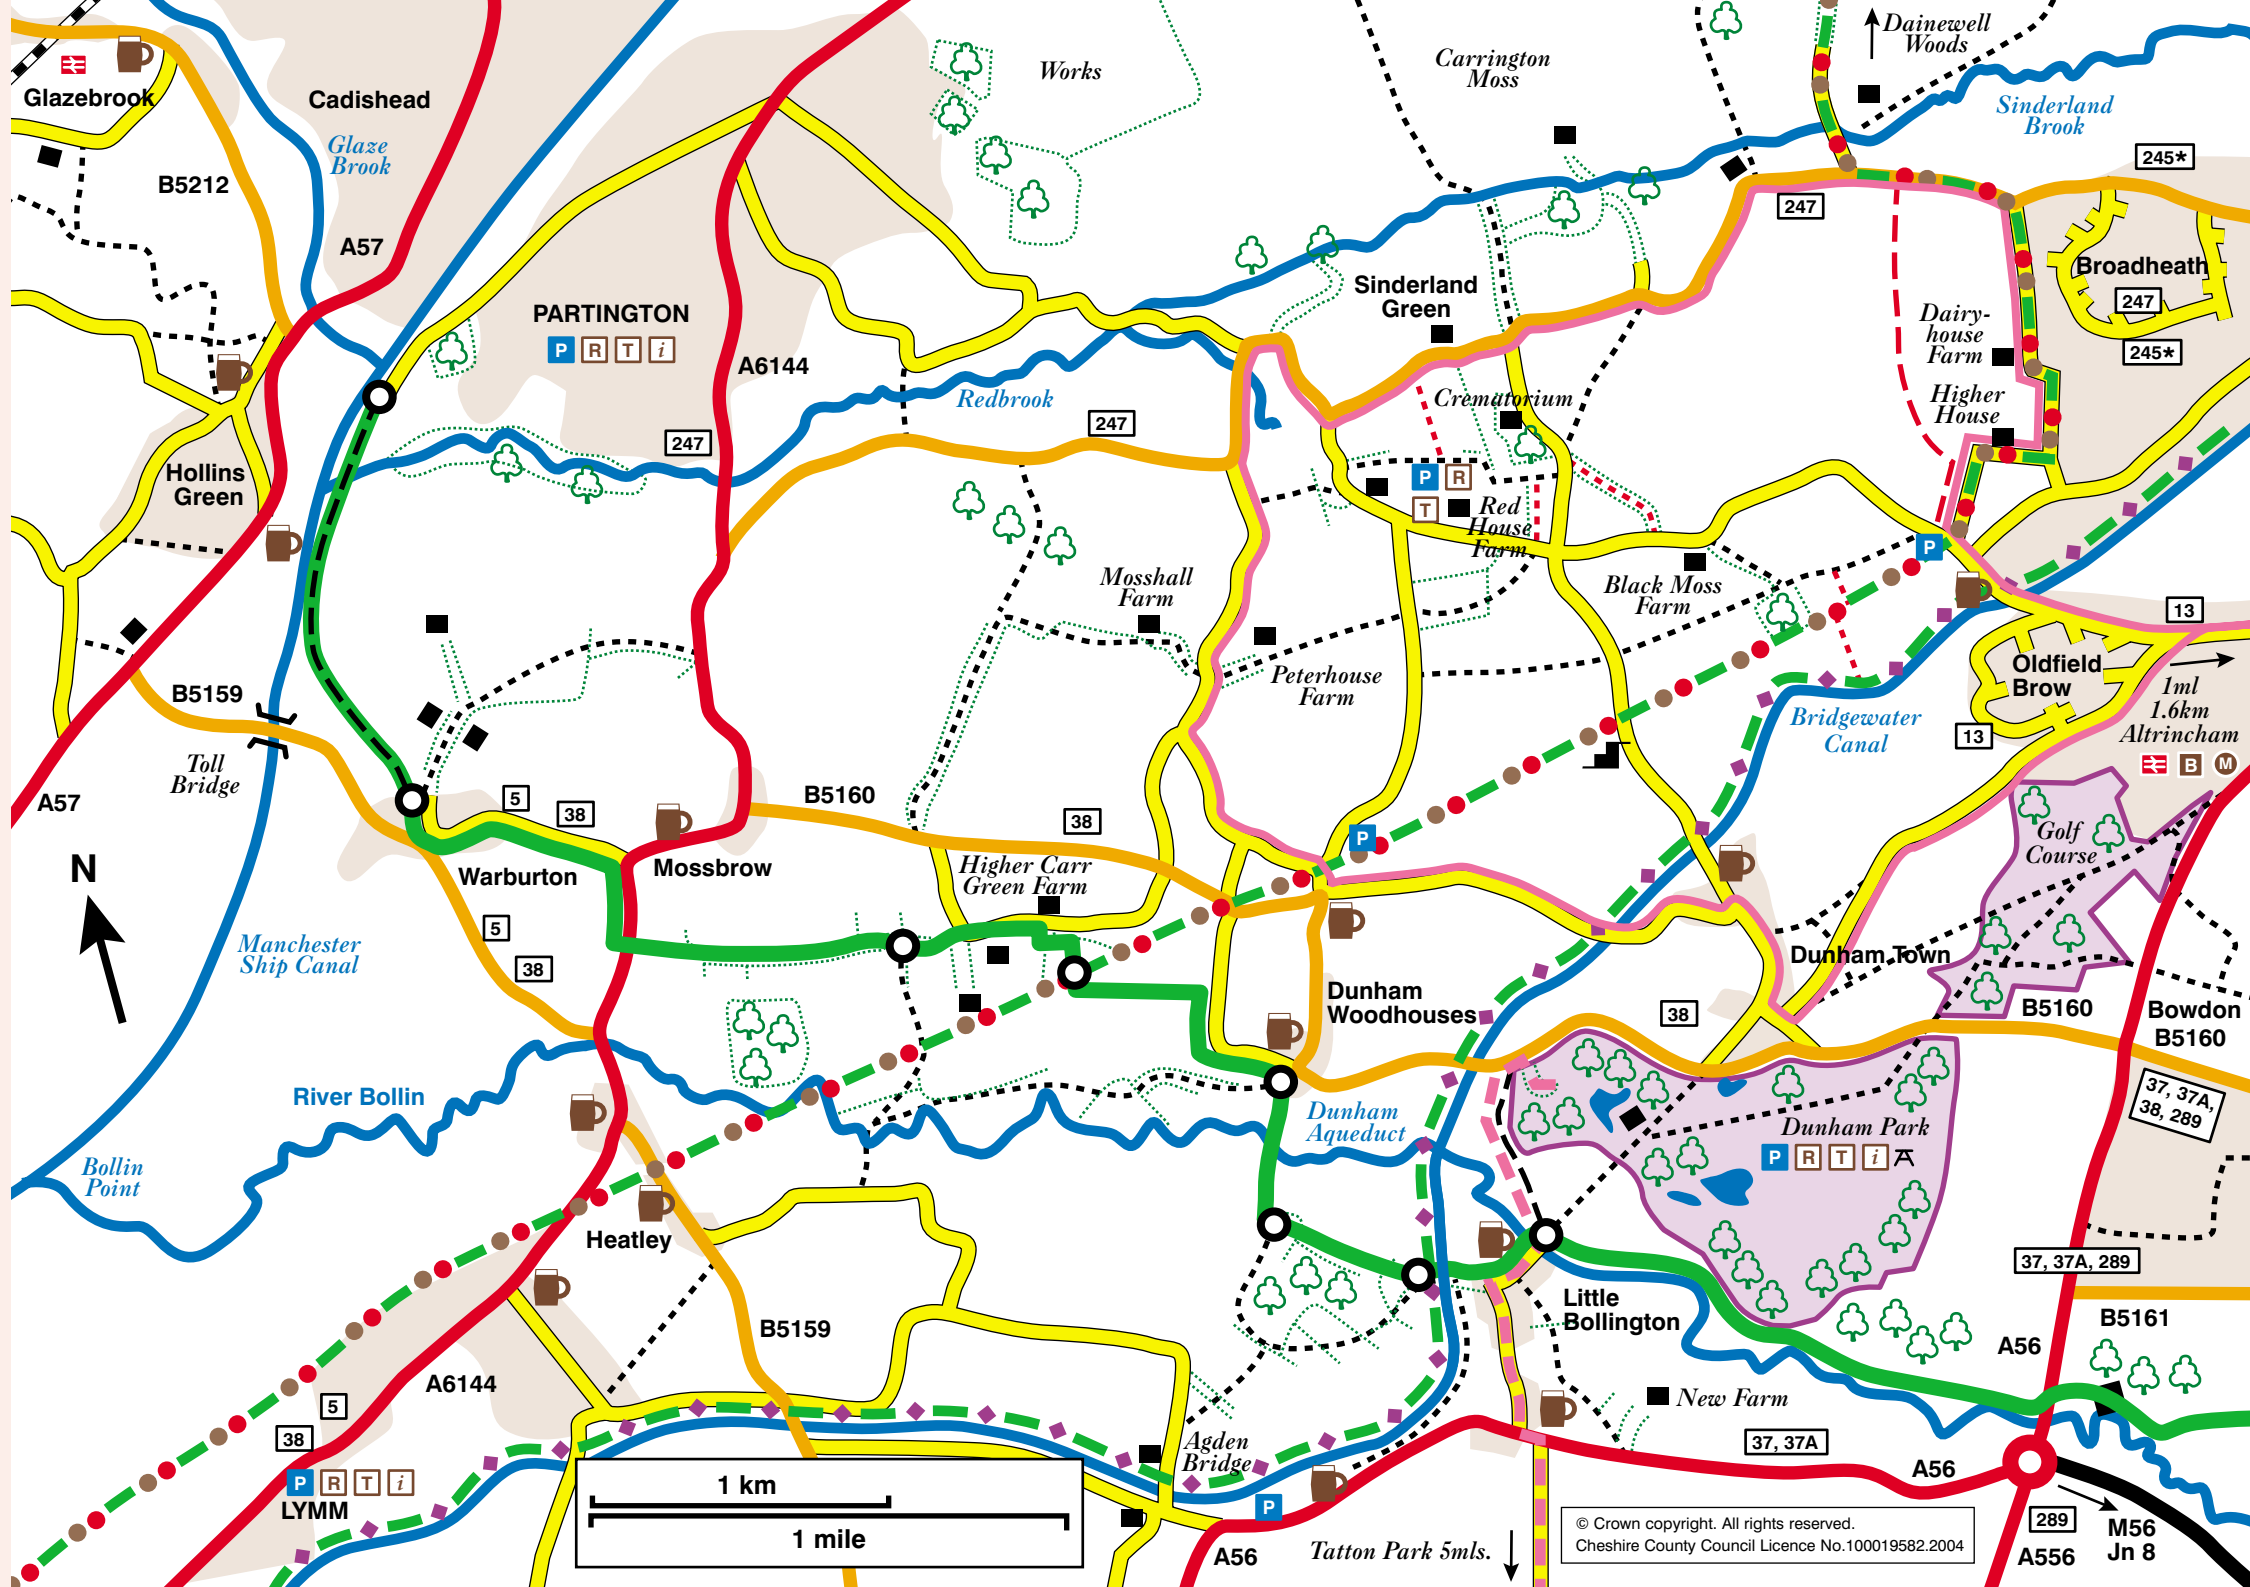 Dainewell
Woods
Glazebrook
Cadishead
Works
Carrington
Moss
Sinderland
Brook
Glaze
Brook
B5212
245*
247
A57
Sinderland
Green
Broadheath
247
245*
PARTINGTON
P R T i
A6144
Dairy-
house
Farm
Redbrook
Crematorium
Higher
House
247
247
Hollins
Green
P R
T
Red
House
Farm
P
Mosshall
Farm
Black Moss
Farm
13
B5159
Peterhouse
Farm
Oldfield
Brow
1ml
1.6km
Altrincham
B M
Bridgewater
Canal
13
Toll
Bridge
A57
5
38
B5160
38
P
Golf
Course
N
Warburton
Mossbrow
Higher Carr
Green Farm
5
38
Manchester
Ship Canal
Dunham Town
Dunham
Woodhouses
38
B5160
Bowdon
B5160
River Bollin
Dunham
Aqueduct
37, 37A,
38, 289
Dunham Park
P R T i
Bollin
Point
Heatley
37, 37A, 289
Little
Bollington
B5161
B5159
A56
A6144
5
38
New Farm
37, 37A
Agden
Bridge
A56
P R T i
LYMM
1 km
1 mile
P
A56
Tatton Park 5mls.
© Crown copyright. All rights reserved.
Cheshire County Council Licence No.100019582.2004
289
A556
M56
Jn 8